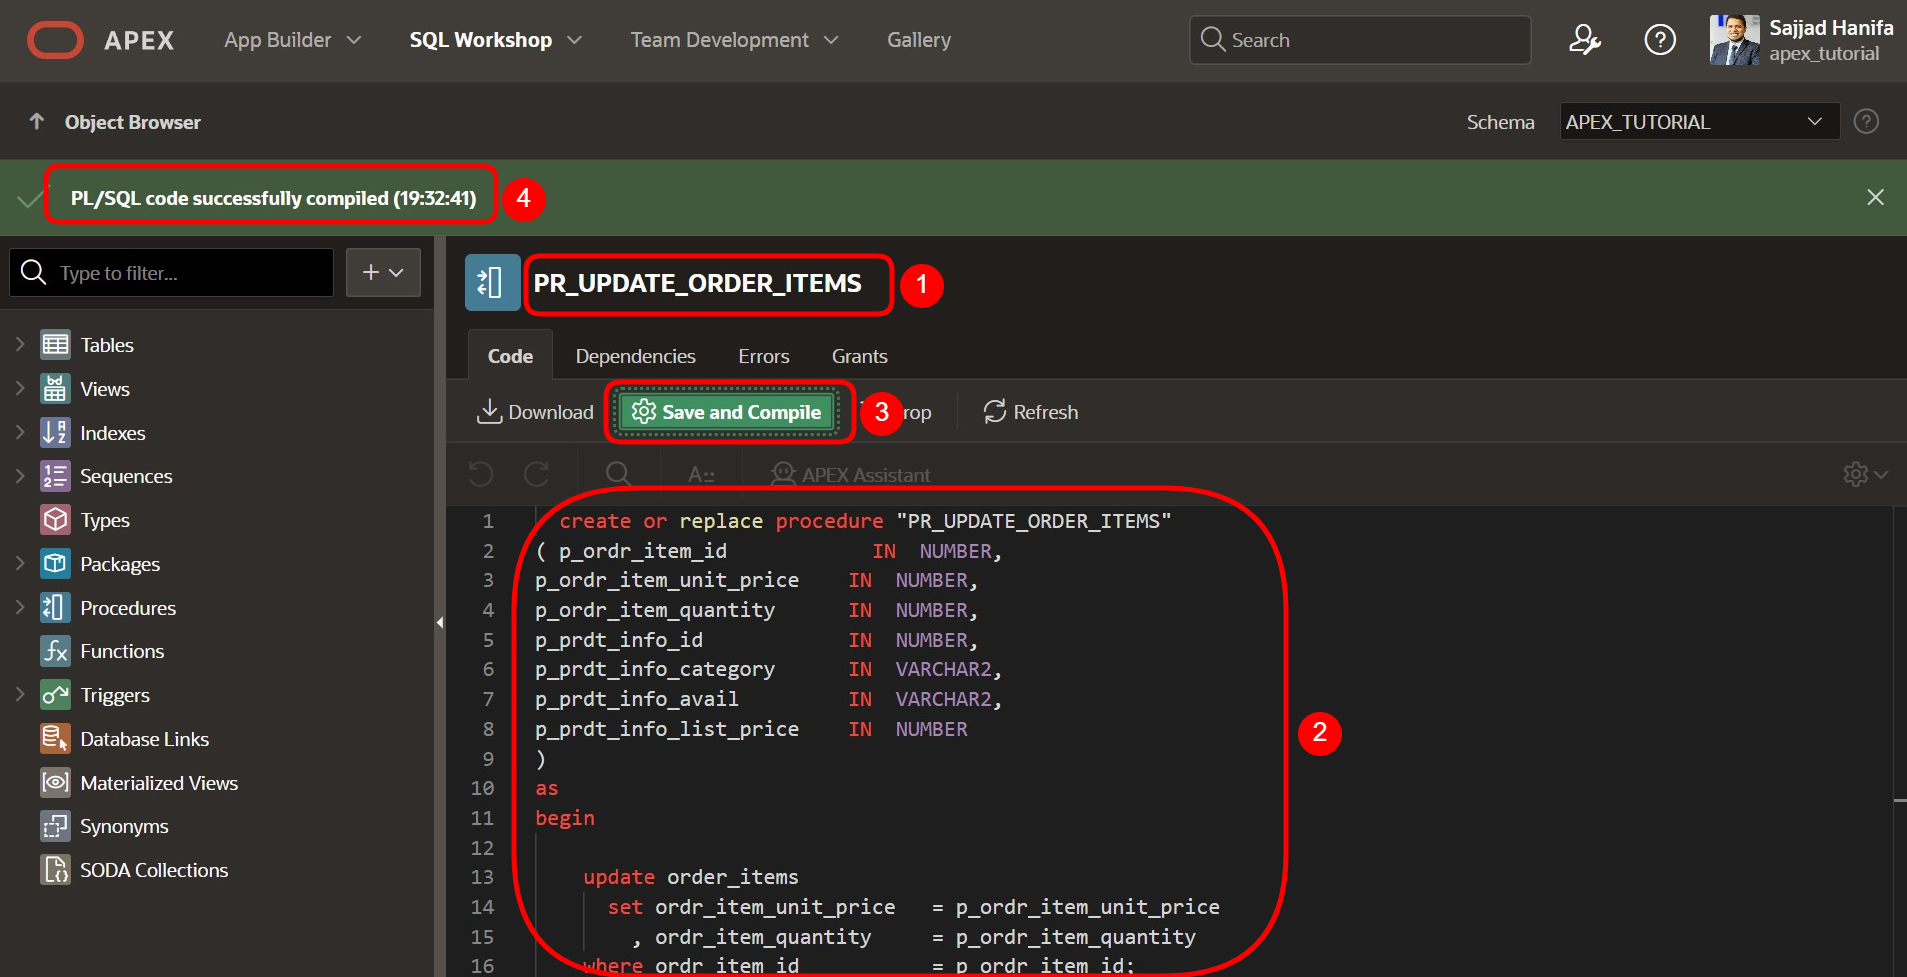 APEX App Builder SQL Workshop Team Development Gallery Search Sajjad Hanifa
apex_tutorial
Object Browser Schema APEX_TUTORIAL
PL/SQL code successfully compiled (19:32:41) 4
Type to filter...
PR_UPDATE_ORDER_ITEMS 1
Code Dependencies Errors Grants
Download Save and Compile 3 rop Refresh
APEX Assistant
Tables
Views
Indexes
Sequences
Types
Packages
Procedures
Functions
Triggers
Database Links
Materialized Views
Synonyms
SODA Collections
1 create or replace procedure "PR_UPDATE_ORDER_ITEMS"
2 ( p_ordr_item_id IN NUMBER,
3 p_ordr_item_unit_price IN NUMBER,
4 p_ordr_item_quantity IN NUMBER,
5 p_prdt_info_id IN NUMBER,
6 p_prdt_info_category IN VARCHAR2,
7 p_prdt_info_avail IN VARCHAR2,
8 p_prdt_info_list_price IN NUMBER
2
9 )
10 as
11 begin
12
13 update order_items
14 set ordr_item_unit_price = p_ordr_item_unit_price
15 , ordr_item_quantity = p_ordr_item_quantity
16 where ordr_item_id = p_ordr_item_id;